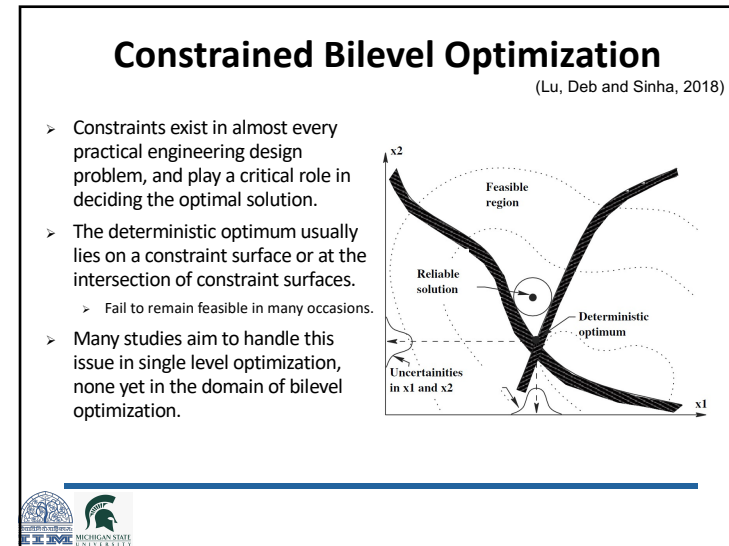 Constrained Bilevel Optimization
(Lu, Deb and Sinha, 2018)
➢ Constraints exist in almost every
practical engineering design
problem, and play a critical role in
deciding the optimal solution.
➢ The deterministic optimum usually
lies on a constraint surface or at the
intersection of constraint surfaces.
➢ Fail to remain feasible in many occasions.
➢ Many studies aim to handle this
issue in single level optimization,
none yet in the domain of bilevel
optimization.
x2
Feasible
region
Reliable
solution
Deterministic
optimum
Uncertainities
in x1 and x2
x1
IIMA
MICHIGAN STATE
UNIVERSITY